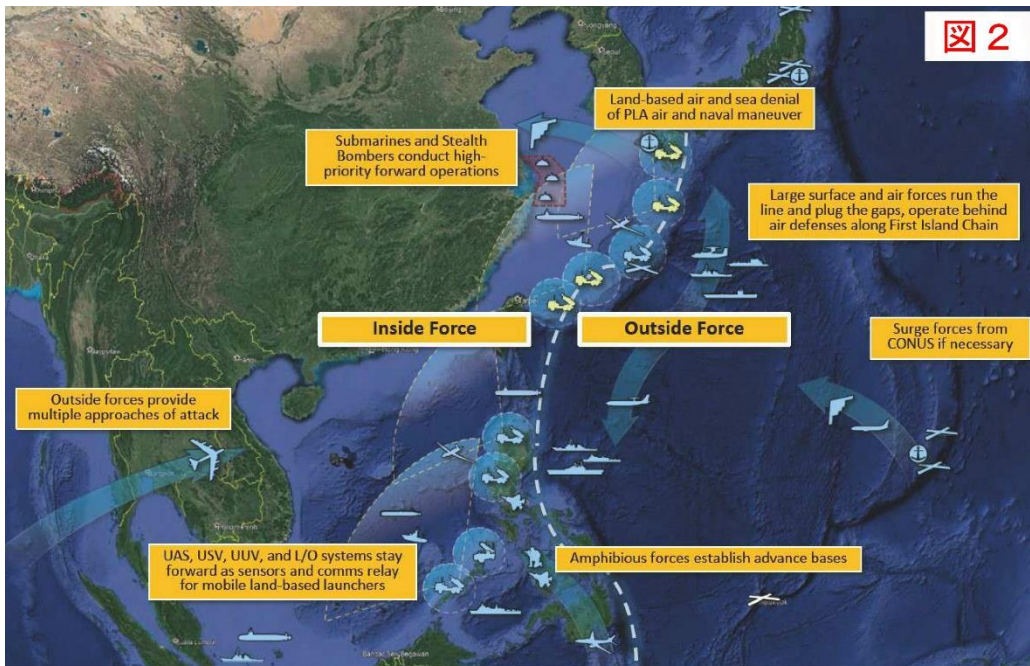 図２
Land-based air and sea denial
of PLA air and naval maneuver
Submarines and Stealth
Bombers conduct high-
priority forward operations
Large surface and air forces run the
line and plug the gaps, operate behind
air defenses along First Island Chain
Inside Force
Outside Force
Surge forces from
CONUS if necessary
Outside forces provide
multiple approaches of attack
UAS, USV, UUV, and L/O systems stay
forward as sensors and comms relay
for mobile land-based launchers
Amphibious forces establish advance bases
Seoul
Bandar Seri Begawan